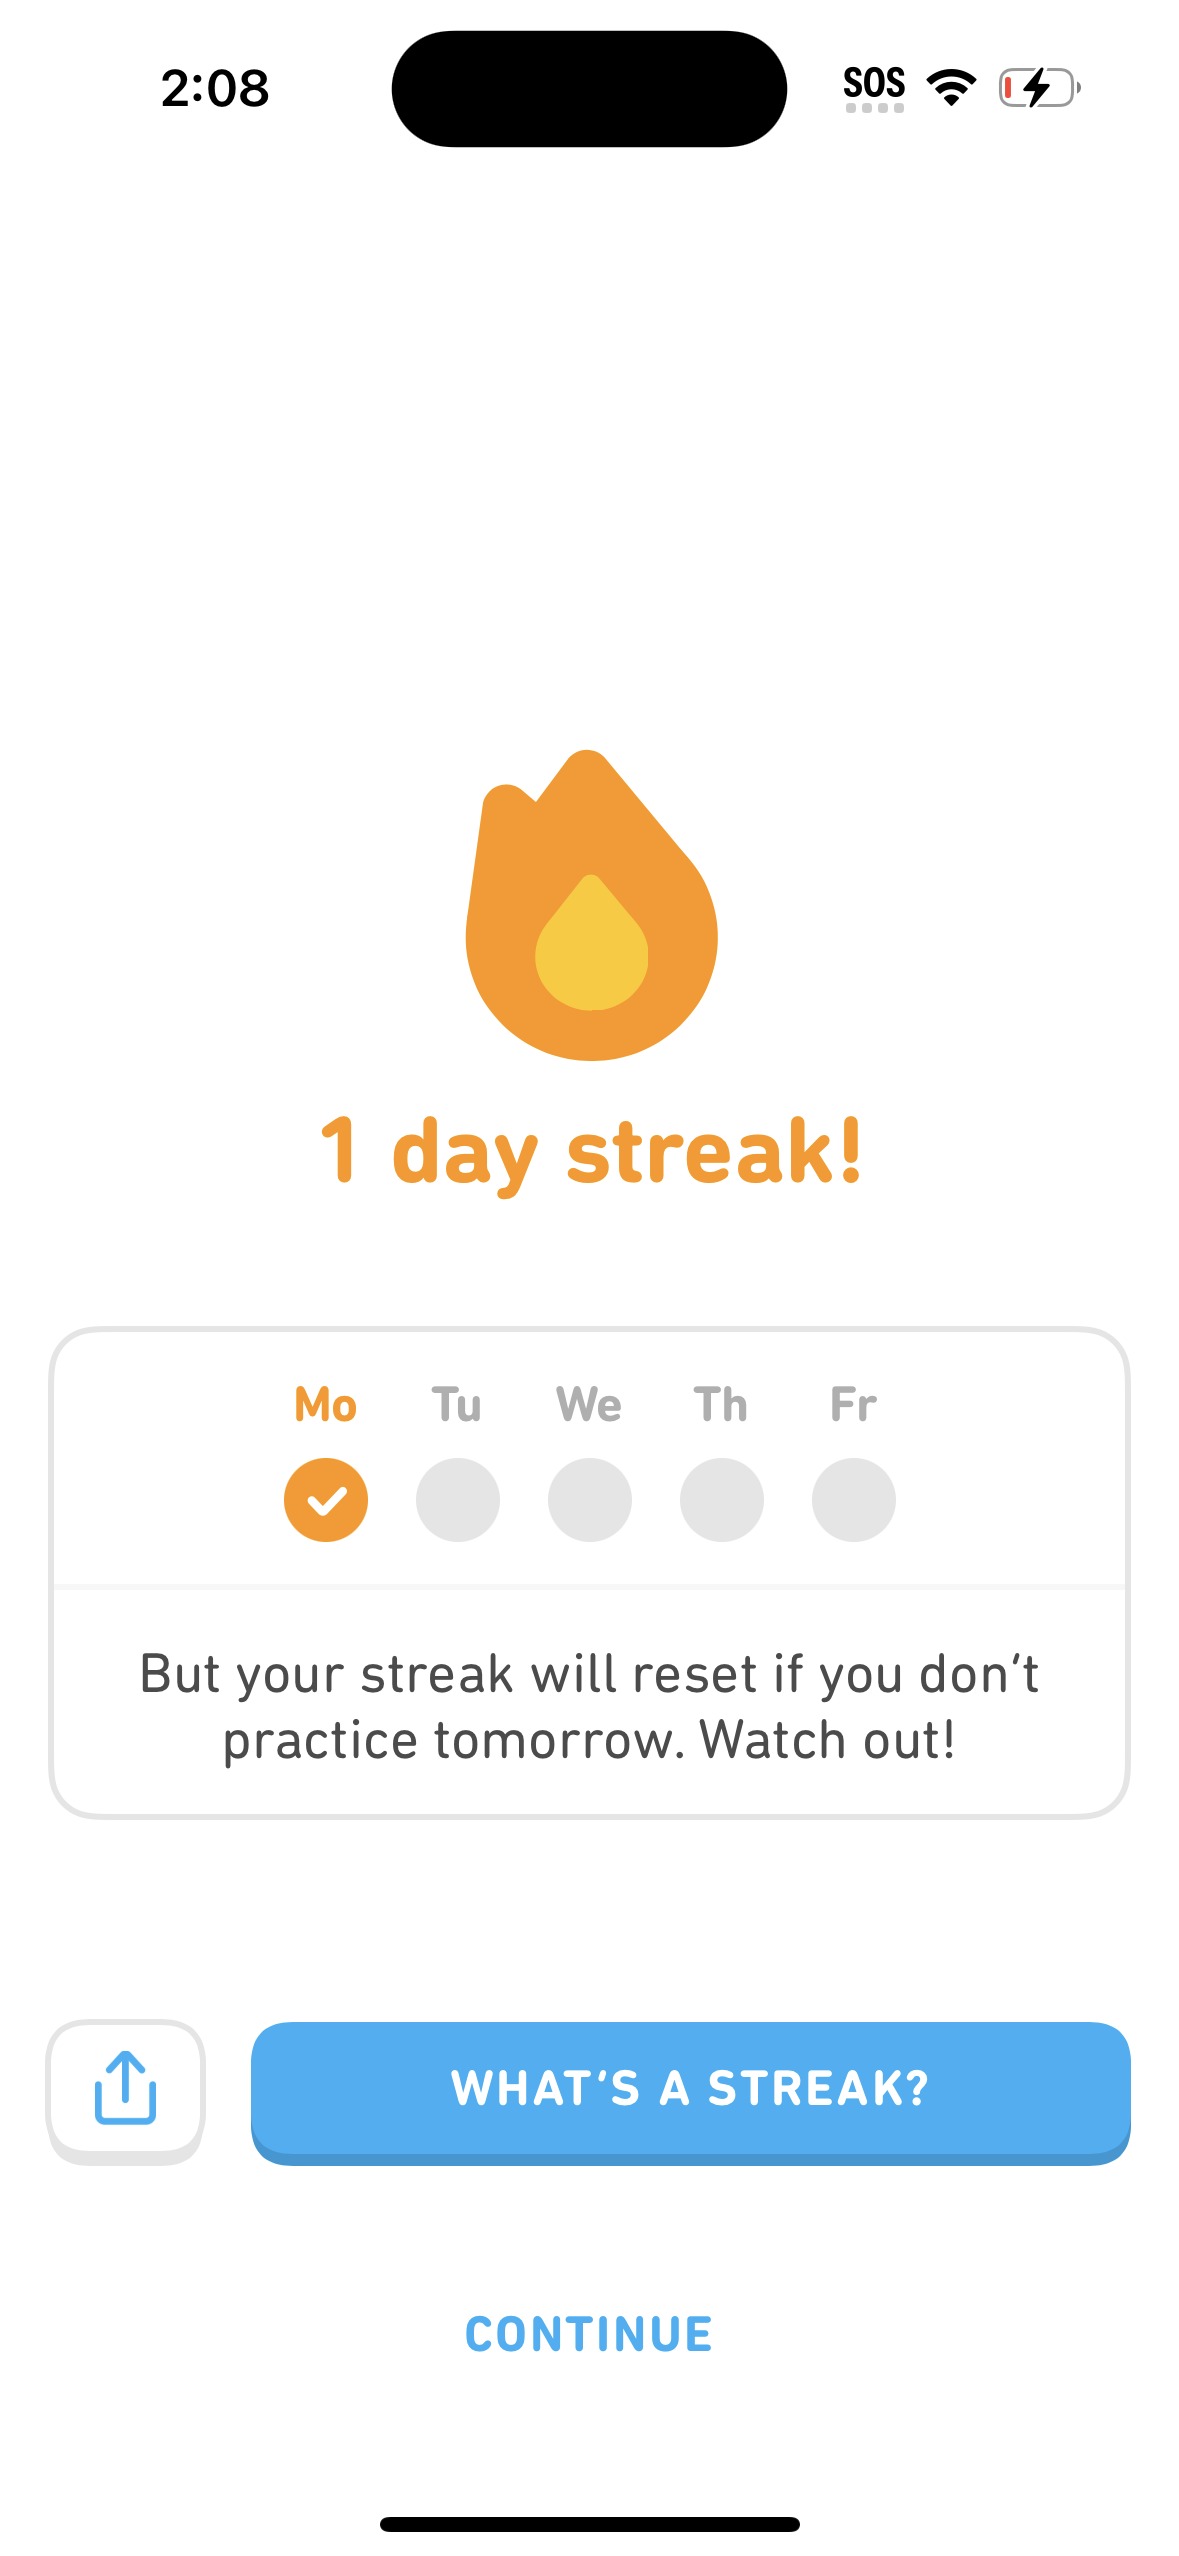 2:08
SOS
1 day streak!
Mo Tu We Th Fr
But your streak will reset if you don't
practice tomorrow. Watch out!
WHAT'S A STREAK?
CONTINUE